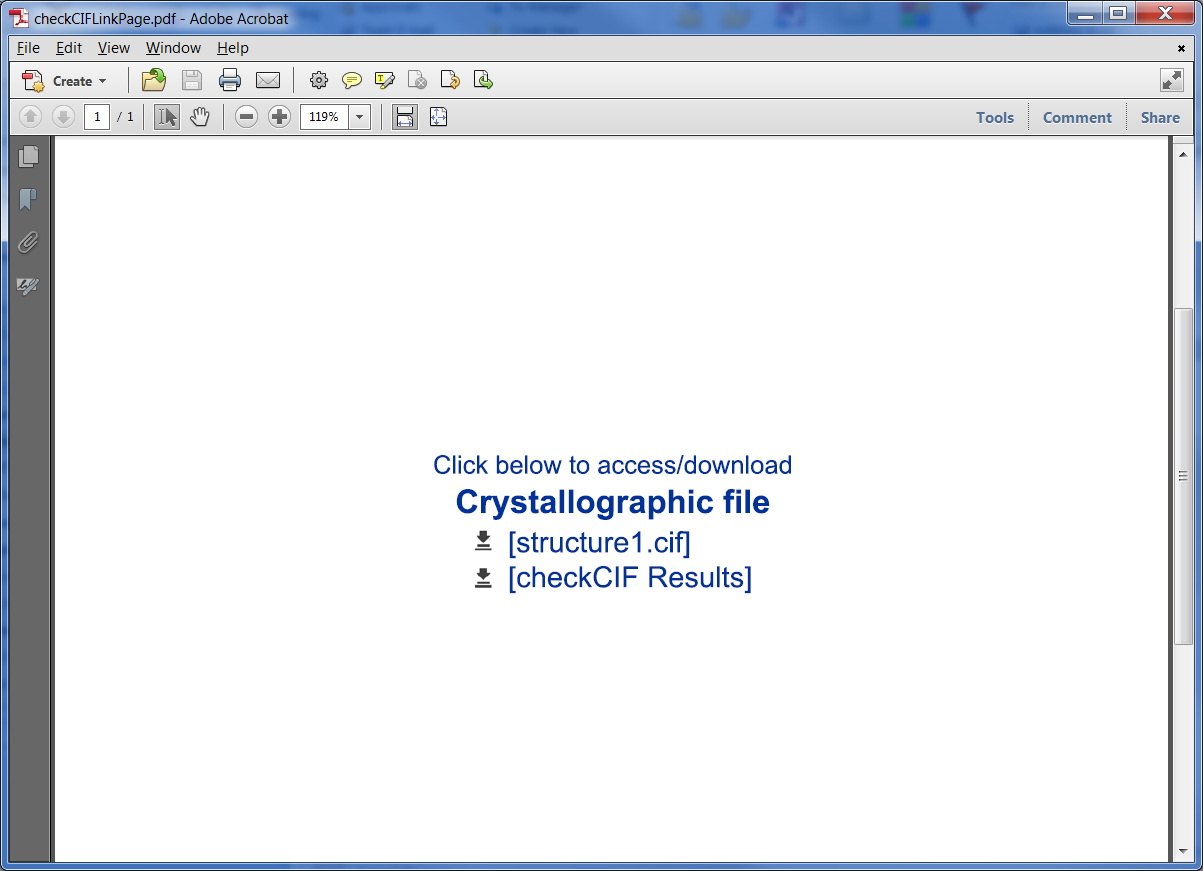 checkCIFLinkPage.pdf - Adobe Acrobat
File Edit View Window Help
Create
1 / 1 119% Tools Comment Share
Click below to access/download
Crystallographic file
[structure1.cif]
[checkCIF Results]